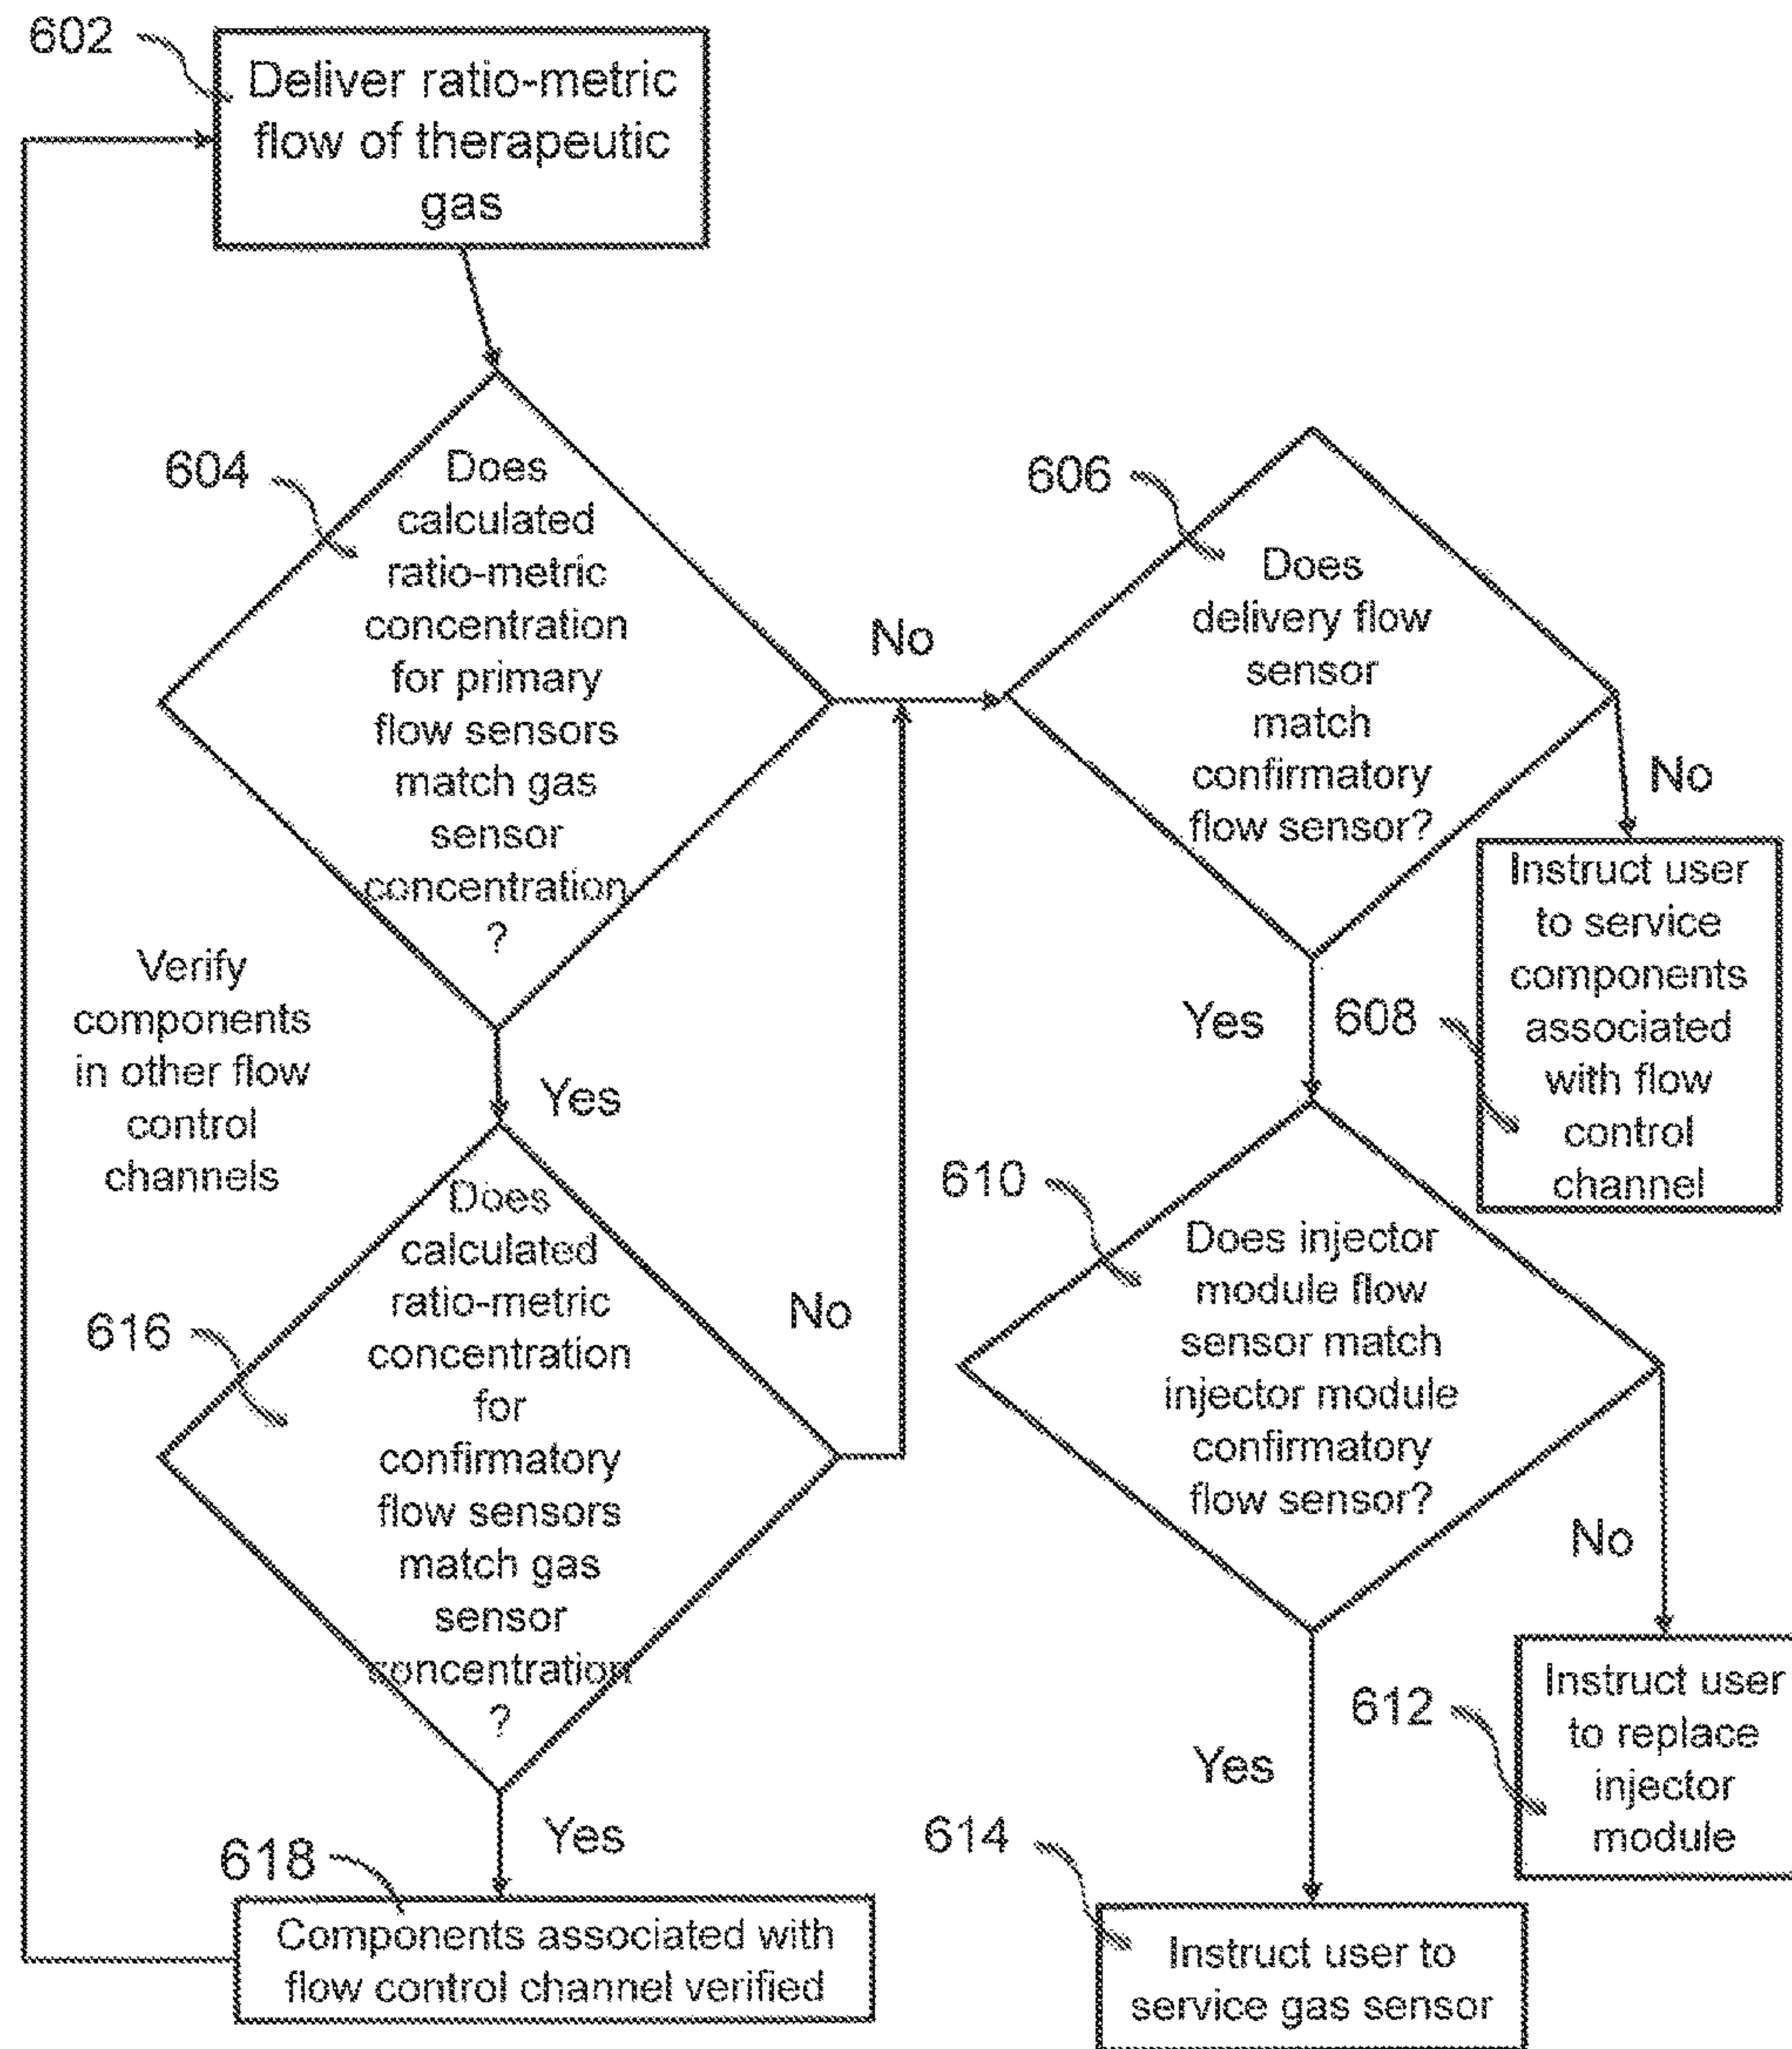 602
Deliver ratio-metric
flow of therapeutic
gas
604
Does
calculated
ratio-metric
concentration
for primary
flow sensors
match gas
sensor
concentration
?
No
606
Does
delivery flow
sensor
match
confirmatory
flow sensor?
No
608
Instruct user
to service
components
associated
with flow
control
channel
Yes
Verify
components
in other flow
control
channels
Yes
616
Does
calculated
ratio-metric
concentration
for
confirmatory
flow sensors
match gas
sensor
concentration
?
No
610
Does injector
module flow
sensor match
injector module
confirmatory
flow sensor?
No
612
Instruct user
to replace
injector
module
Yes
614
Instruct user to
service gas sensor
Yes
618
Components associated with
flow control channel verified